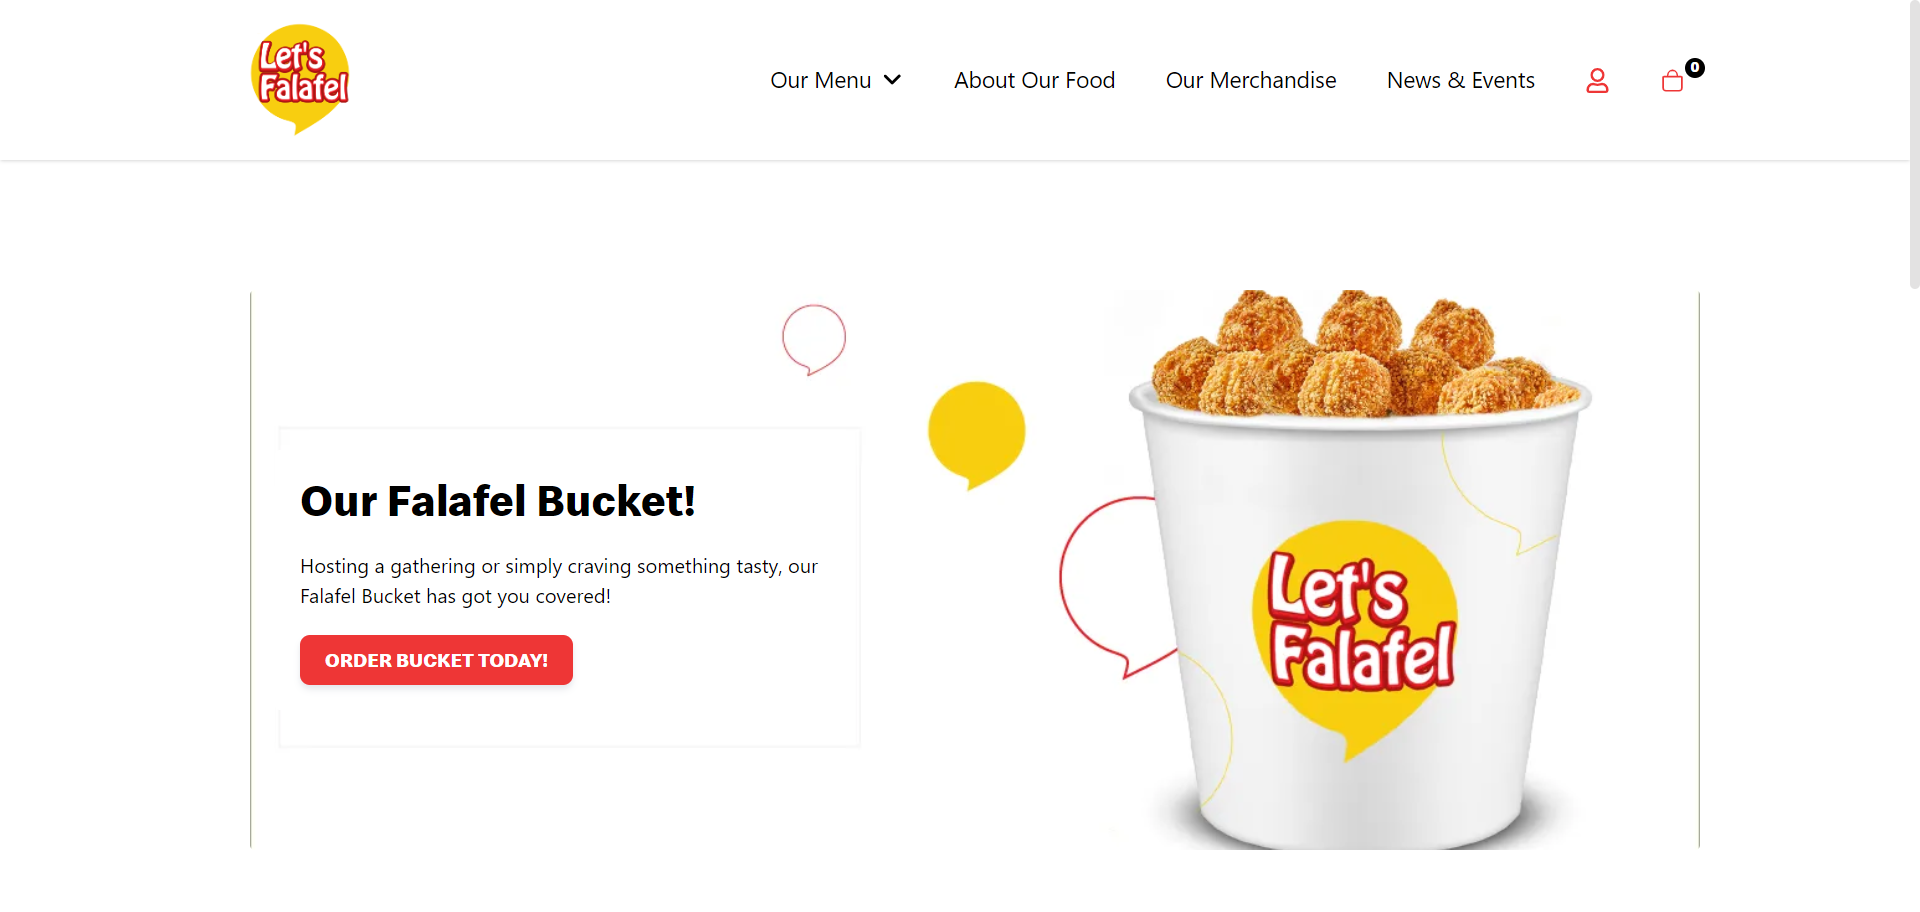 Let's
Falafel
Our Menu
About Our Food
Our Merchandise
News & Events
0
Our Falafel Bucket!
Hosting a gathering or simply craving something tasty, our
Falafel Bucket has got you covered!
ORDER BUCKET TODAY!
Let's
Falafel